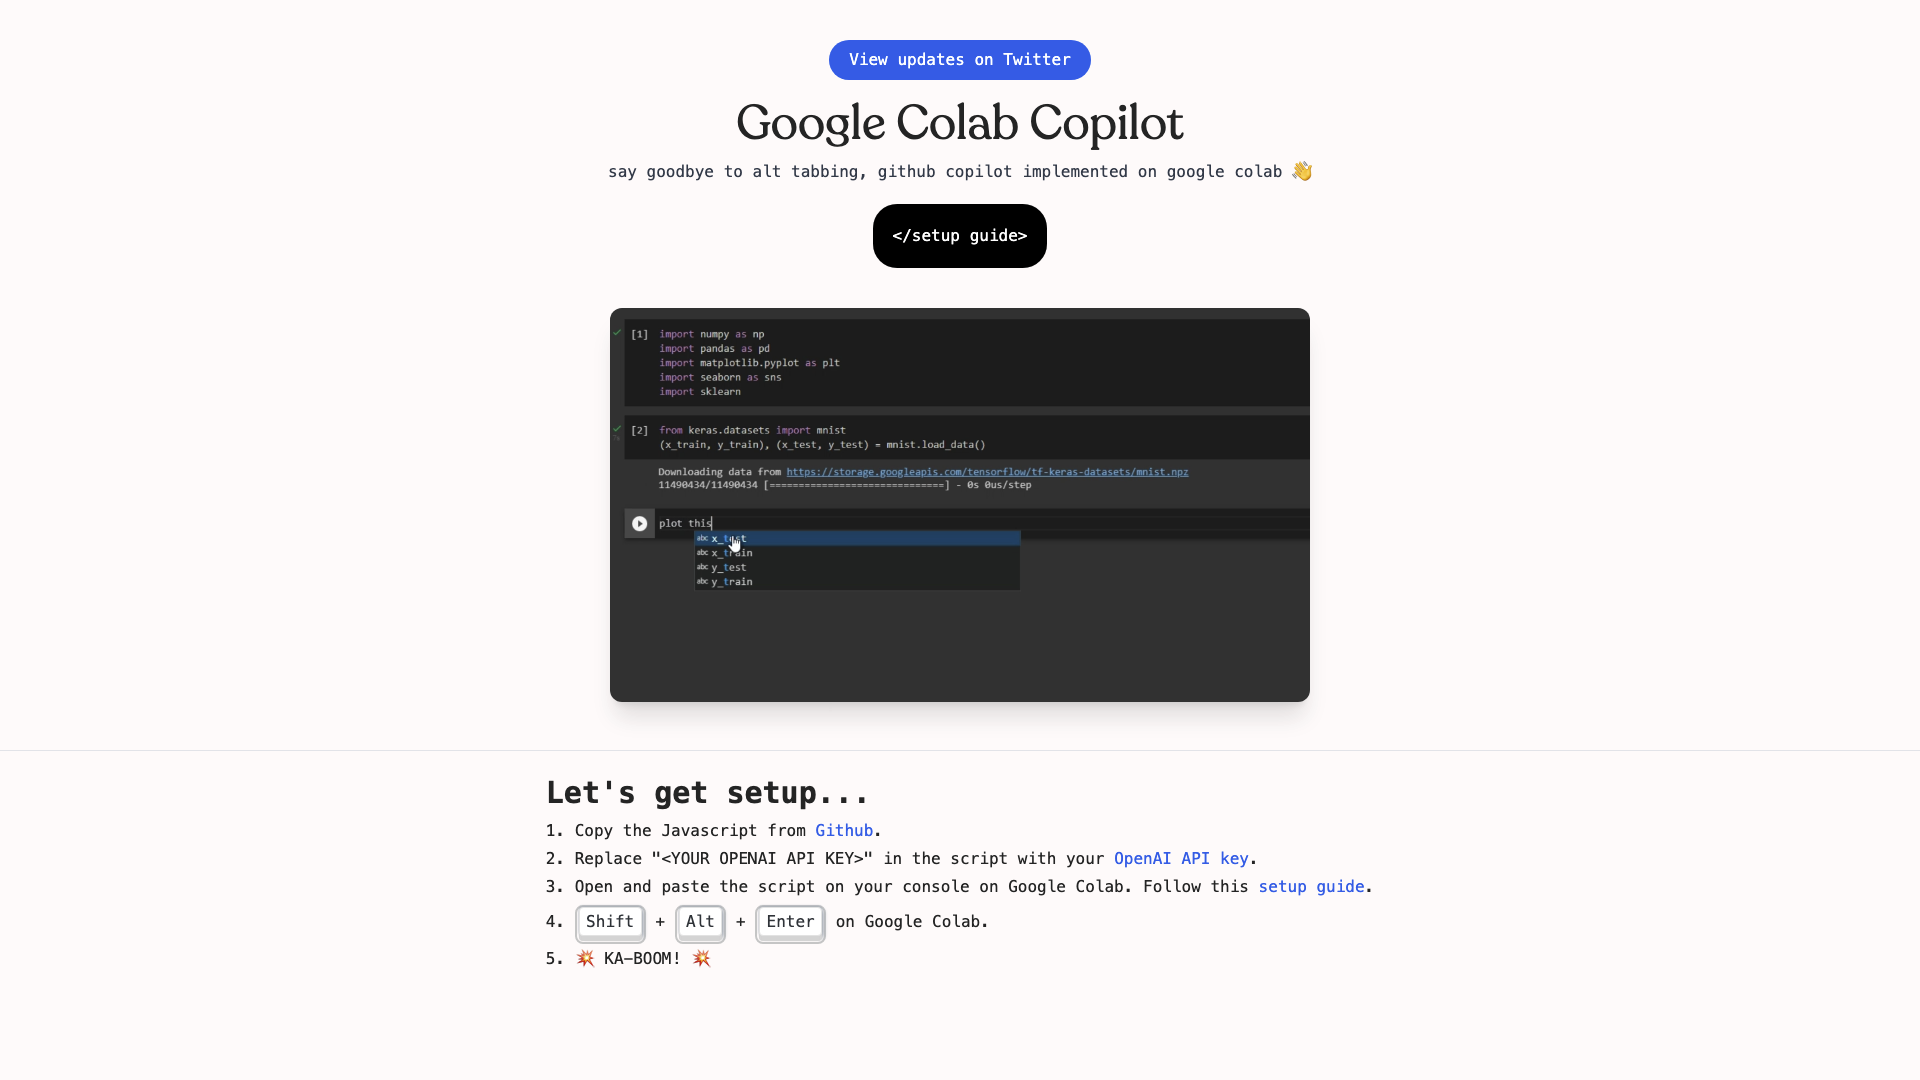 View updates on Twitter
Google Colab Copilot
say goodbye to alt tabbing, github copilot implemented on google colab 👋
</setup guide>
[1] import numpy as np
import pandas as pd
import matplotlib.pyplot as plt
import seaborn as sns
import sklearn
[2] from keras.datasets import mnist
(x_train, y_train), (x_test, y_test) = mnist.load_data()
Downloading data from https://storage.googleapis.com/tensorflow/tf-keras-datasets/mnist.npz
11490434/11490434 [==============================] - 0s 0us/step
plot this
abc x_test
abc x_train
abc y_test
abc y_train
Let's get setup...
1. Copy the Javascript from Github.
2. Replace "<YOUR OPENAI API KEY>" in the script with your OpenAI API key.
3. Open and paste the script on your console on Google Colab. Follow this setup guide.
4. Shift + Alt + Enter on Google Colab.
5. 💥 KA-BOOM! 💥